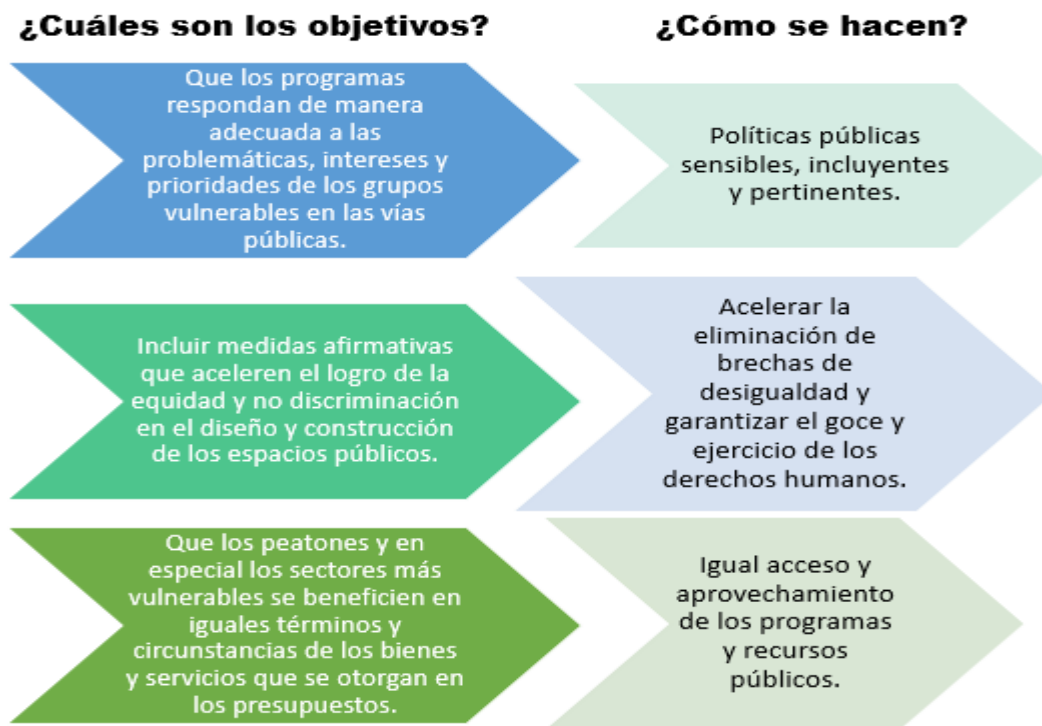 ¿Cuáles son los objetivos?
¿Cómo se hacen?
Que los programas
respondan de manera
adecuada a las
problemáticas, intereses y
prioridades de los grupos
vulnerables en las vías
públicas.
Políticas públicas
sensibles, incluyentes
y pertinentes.
Incluir medidas afirmativas
que aceleren el logro de la
equidad y no discriminación
en el diseño y construcción
de los espacios públicos.
Acelerar la
eliminación de
brechas de
desigualdad y
garantizar el goce y
ejercicio de los
derechos humanos.
Que los peatones y en
especial los sectores más
vulnerables se beneficien en
iguales términos y
circunstancias de los bienes
y servicios que se otorgan en
los presupuestos.
Igual acceso y
aprovechamiento
de los programas
y recursos
públicos.